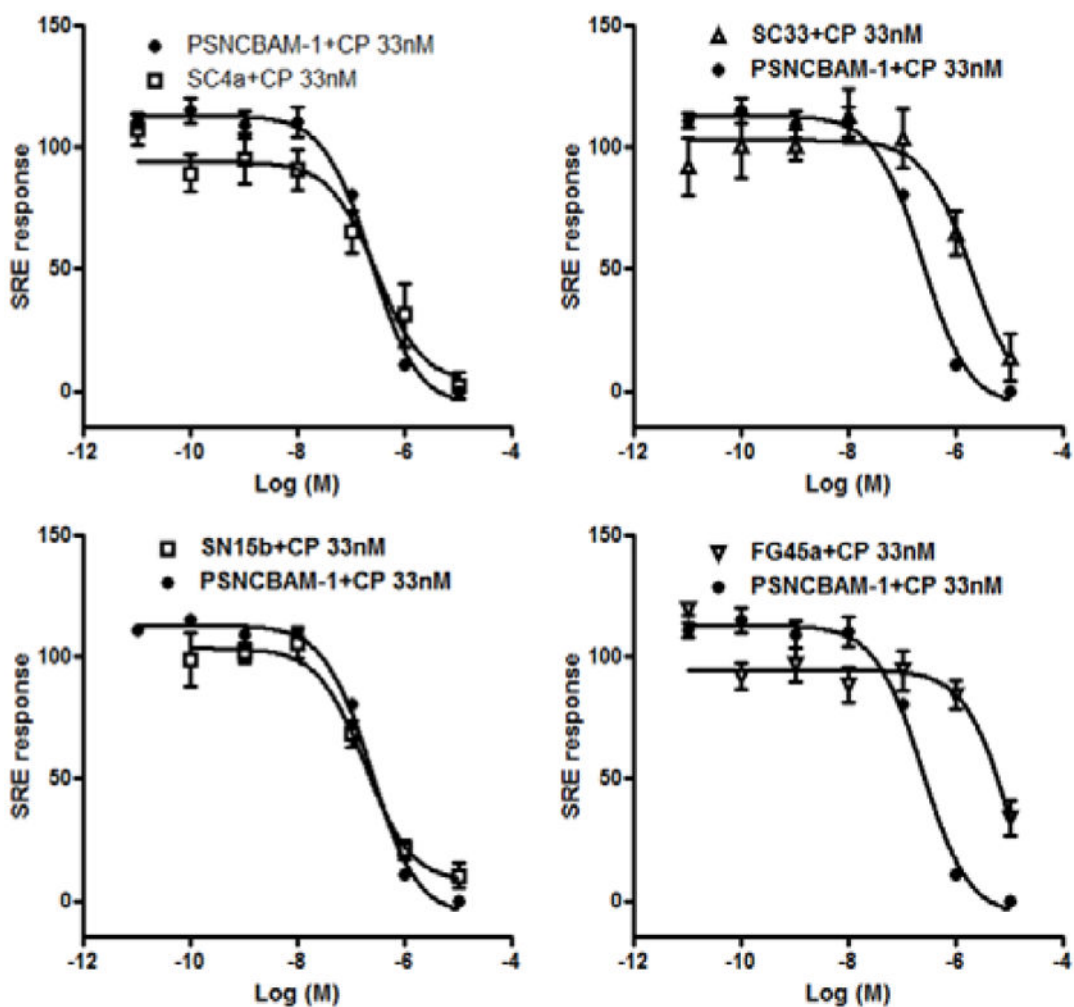 150
100
50
0
SRE response
PSNCBAM-1+CP 33nM
SC4a+CP 33nM
-12
-10
-8
-6
-4
Log (M)
150
100
50
0
SRE response
SC33+CP 33nM
PSNCBAM-1+CP 33nM
-12
-10
-8
-6
-4
Log (M)
150
100
50
0
SRE response
SN15b+CP 33nM
PSNCBAM-1+CP 33nM
-12
-10
-8
-6
-4
Log (M)
150
100
50
0
SRE response
FG45a+CP 33nM
PSNCBAM-1+CP 33nM
-12
-10
-8
-6
-4
Log (M)